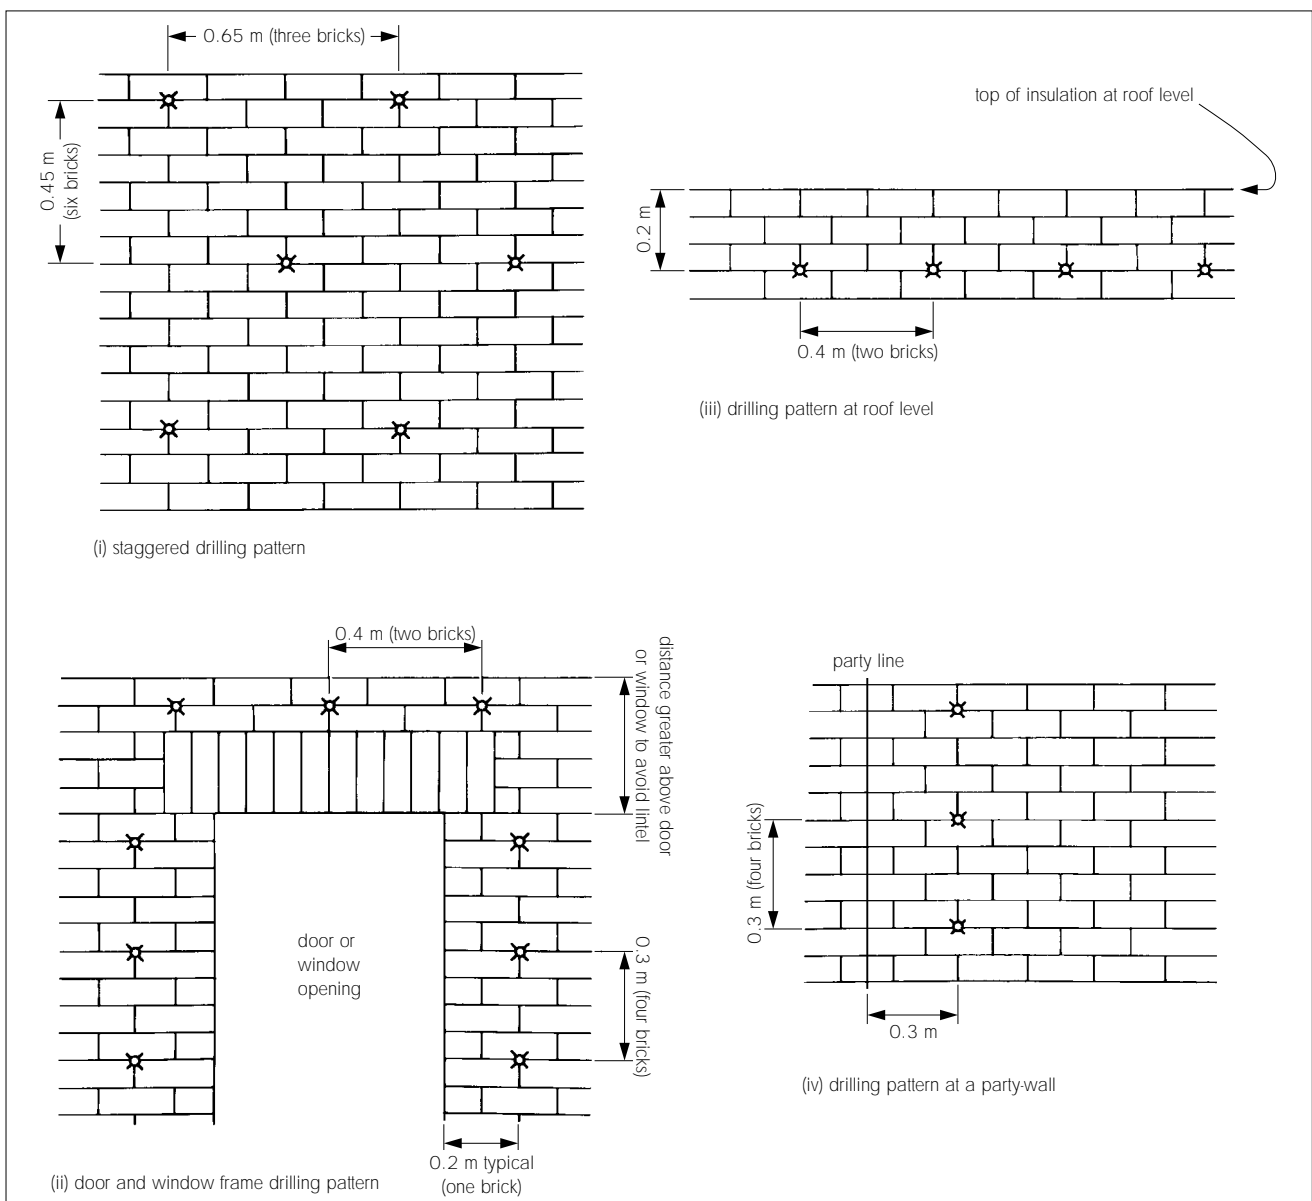 0.65 m (three bricks)
0.45 m
(six bricks)
(i) staggered drilling pattern
top of insulation at roof level
0.2 m
0.4 m (two bricks)
(iii) drilling pattern at roof level
0.4 m (two bricks)
distance greater above door
or window to avoid lintel
door or
window
opening
0.3 m (four bricks)
0.2 m typical
(one brick)
(ii) door and window frame drilling pattern
party line
0.3 m (four bricks)
0.3 m
(iv) drilling pattern at a party-wall